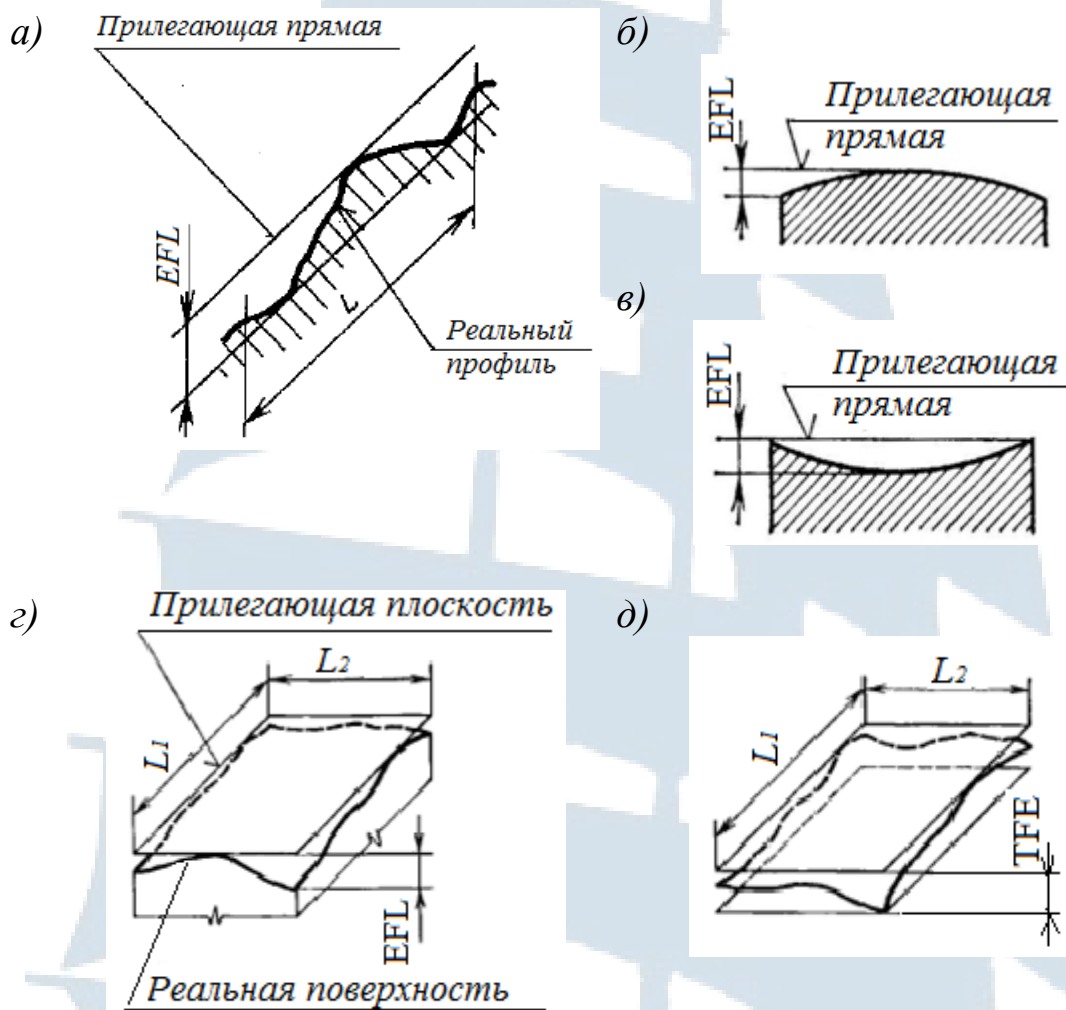 а)
Прилегающая прямая
EFL
L
Реальный
профиль
б)
EFL
Прилегающая
прямая
в)
EFL
Прилегающая
прямая
г)
Прилегающая плоскость
L2
L1
EFL
Реальная поверхность
д)
L2
L1
TFE